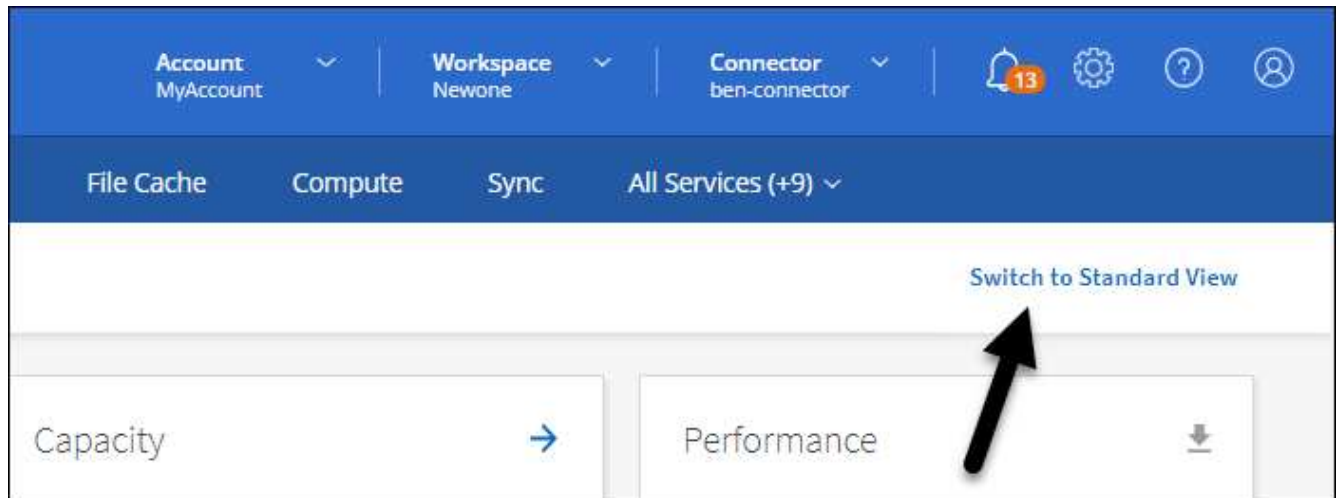 Account
MyAccount
Workspace
Newone
Connector
ben-connector
13
?
File Cache
Compute
Sync
All Services (+9)
Switch to Standard View
Capacity
Performance